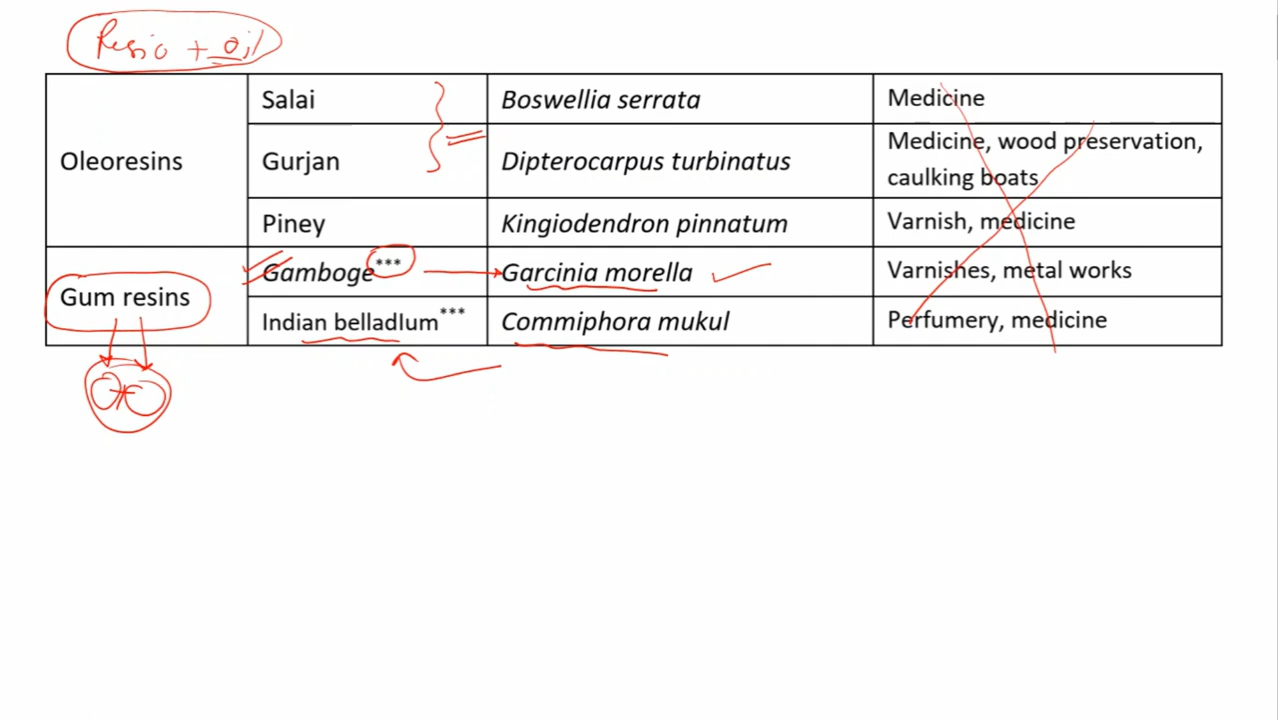 Resin + Oil
Salai Boswellia serrata Medicine
Oleoresins Gurjan Dipterocarpus turbinatus Medicine, wood preservation,
caulking boats
Piney Kingiodendron pinnatum Varnish, medicine
Gum resins Gamboge*** Garcinia morella Varnishes, metal works
Indian belladlum*** Commiphora mukul Perfumery, medicine